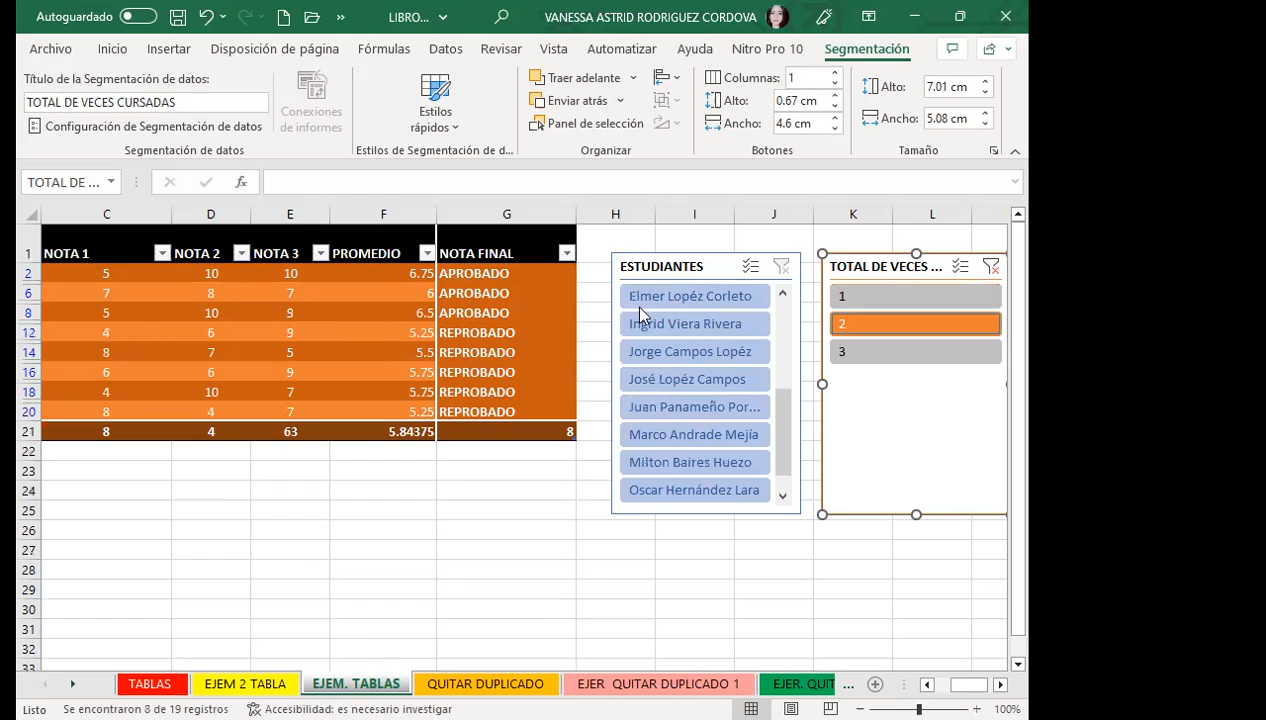 Autoguardado
LIBRO...
VANESSA ASTRID RODRIGUEZ CORDOVA
Archivo Inicio Insertar Disposición de página Fórmulas Datos Revisar Vista Automatizar Ayuda Nitro Pro 10 Segmentación
Título de la Segmentación de datos:
TOTAL DE VECES CURSADAS
Configuración de Segmentación de datos
Segmentación de datos
Conexiones
de informes
Estilos
rápidos
Estilos de Segmentación de d...
Traer adelante
Enviar atrás
Panel de selección
Organizar
Columnas: 1
Alto: 0.67 cm
Ancho: 4.6 cm
Botones
Alto: 7.01 cm
Ancho: 5.08 cm
Tamaño
TOTAL DE ...
fx
C D E F G H I J K L
1 NOTA 1 NOTA 2 NOTA 3 PROMEDIO NOTA FINAL
2 5 10 10 6.75 APROBADO
6 7 8 7 6 APROBADO
8 5 10 9 6.5 APROBADO
12 4 6 9 5.25 REPROBADO
14 8 7 5 5.5 REPROBADO
16 6 6 9 5.75 REPROBADO
18 4 10 7 5.75 REPROBADO
20 8 4 7 5.25 REPROBADO
21 8 4 63 5.84375 8
22
23
24
25
26
27
28
29
30
31
32
33
ESTUDIANTES
Elmer Lopéz Corleto
Ingrid Viera Rivera
Jorge Campos Lopéz
José Lopéz Campos
Juan Panameño Por...
Marco Andrade Mejía
Milton Baires Huezo
Oscar Hernández Lara
TOTAL DE VECES ...
1
2
3
TABLAS EJEM 2 TABLA EJEM. TABLAS QUITAR DUPLICADO EJER QUITAR DUPLICADO 1 EJER. QUIT ...
Listo Se encontraron 8 de 19 registros Accesibilidad: es necesario investigar 100%